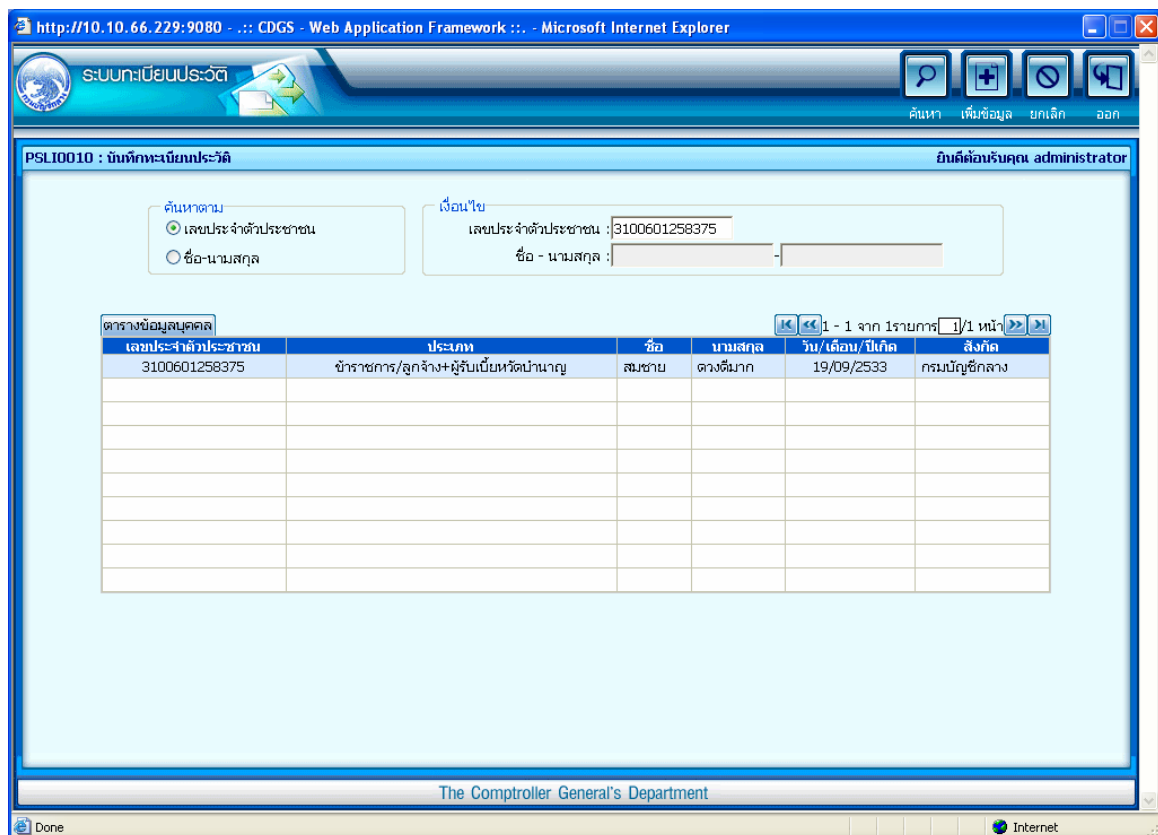 http://10.10.66.229:9080 - .:: CDGS - Web Application Framework ::. - Microsoft Internet Explorer
ระบบทะเบียนประวัติ
กรมบัญชีกลาง
ค้นหา เพิ่มข้อมูล ยกเลิก ออก
PSLI0010 : บันทึกทะเบียนประวัติ ยินดีต้อนรับคุณ administrator
ค้นหาตาม เงื่อนไข
เลขประจำตัวประชาชน เลขประจำตัวประชาชน : 3100601258375
ชื่อ-นามสกุล ชื่อ - นามสกุล : -
ตารางข้อมูลบุคคล 1 - 1 จาก 1รายการ 1/1 หน้า
เลขประจำตัวประชาชน ประเภท ชื่อ นามสกุล วัน/เดือน/ปีเกิด สังกัด
3100601258375 ข้าราชการ/ลูกจ้าง+ผู้รับเบี้ยหวัดบำนาญ สมชาย ดวงดีมาก 19/09/2533 กรมบัญชีกลาง
The Comptroller General's Department
Done Internet